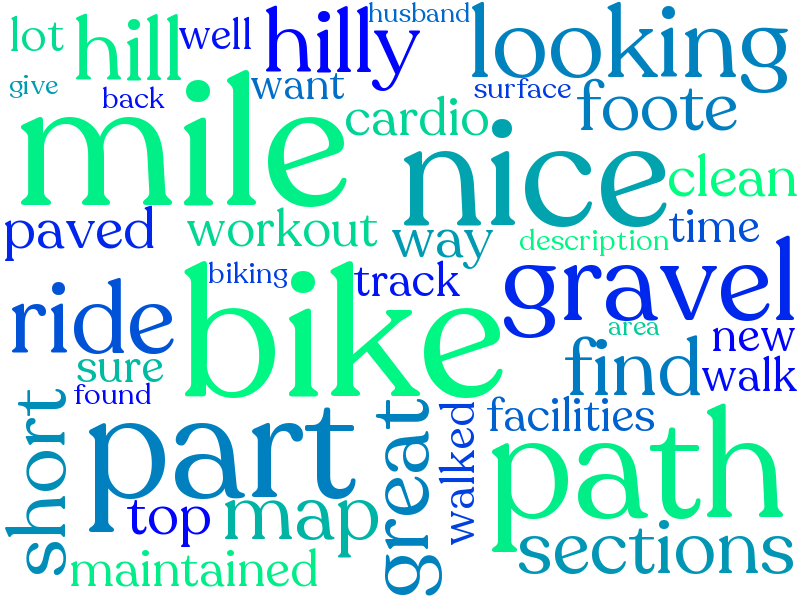 lot
hill
well
hilly
husband
looking
give
back
want
surface
foote
mile
cardio
nice
clean
paved
workout
way
description
time
biking
track
gravel
ride
bike
area
new
sure
find
walk
found
facilities
short
part
great
walked
path
top
map
sections
maintained